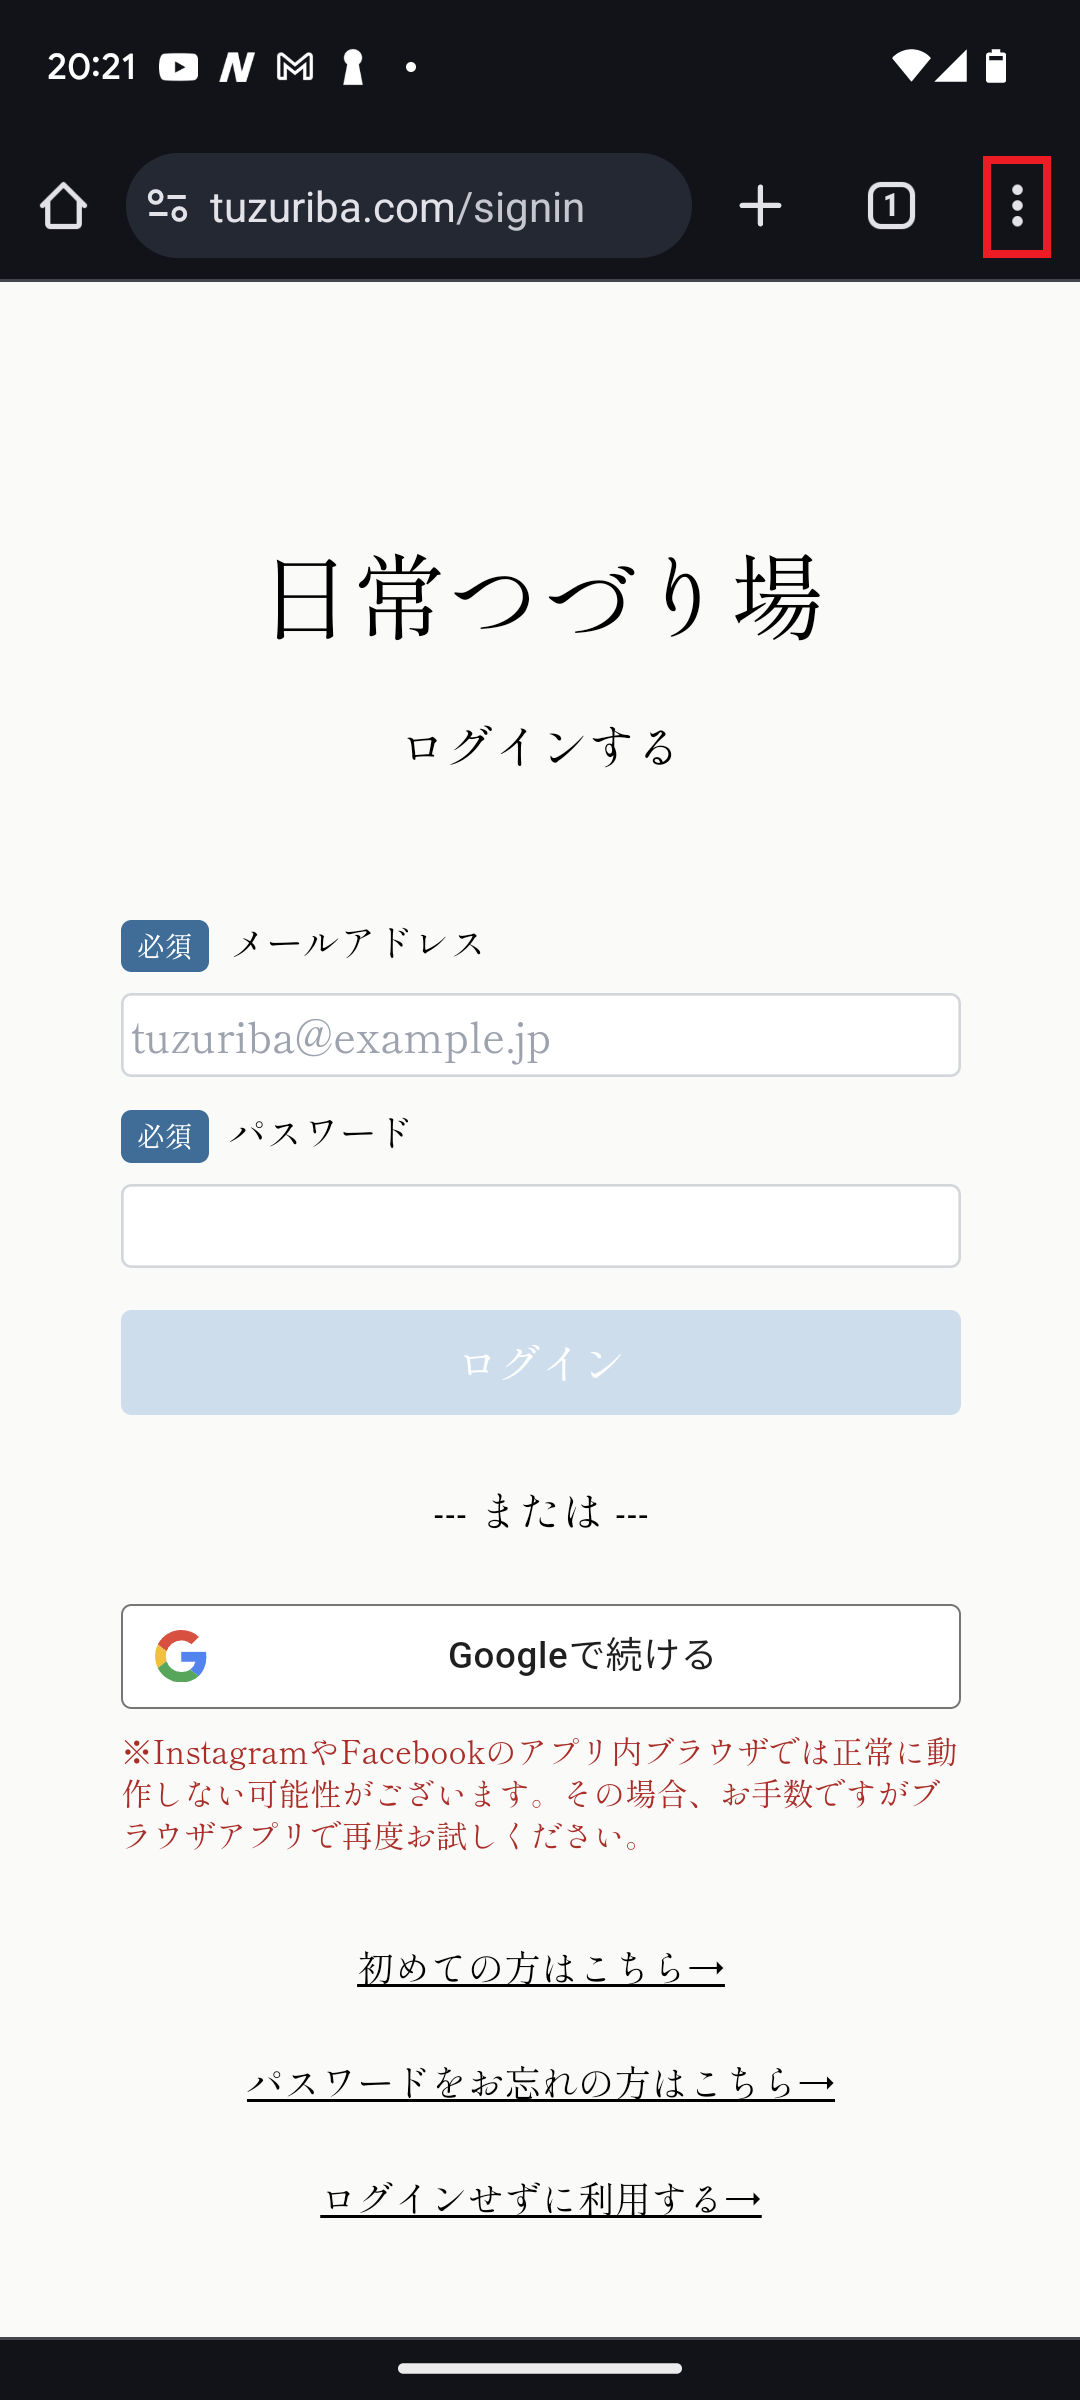 20:21
tuzuriba.com/signin
1
日常つづり場
ログインする
必須 メールアドレス
tuzuriba@example.jp
必須 パスワード
ログイン
--- または ---
Googleで続ける
※InstagramやFacebookのアプリ内ブラウザでは正常に動
作しない可能性がございます。その場合、お手数ですがブ
ラウザアプリで再度お試しください。
初めての方はこちら→
パスワードをお忘れの方はこちら→
ログインせずに利用する→